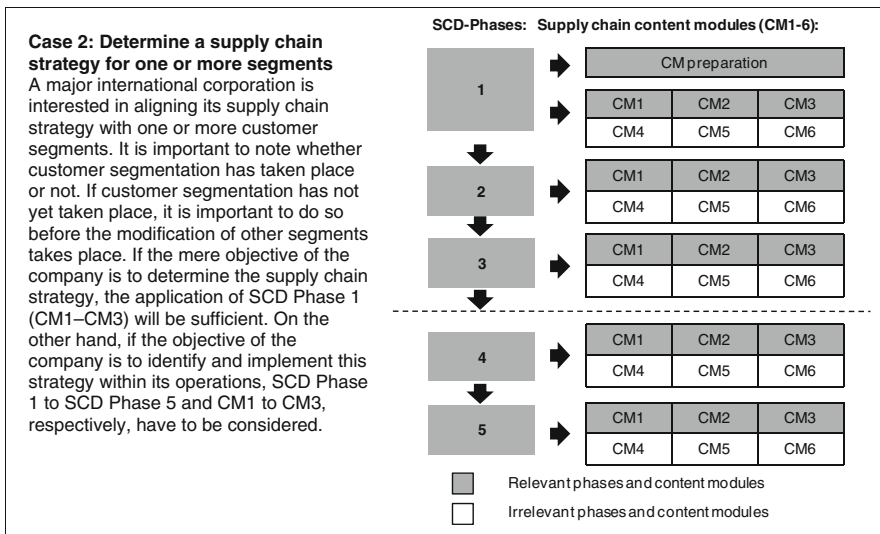 Case 2: Determine a supply chain
strategy for one or more segments
A major international corporation is
interested in aligning its supply chain
strategy with one or more customer
segments. It is important to note whether
customer segmentation has taken place
or not. If customer segmentation has not
yet taken place, it is important to do so
before the modification of other segments
takes place. If the mere objective of the
company is to determine the supply chain
strategy, the application of SCD Phase 1
(CM1–CM3) will be sufficient. On the
other hand, if the objective of the
company is to identify and implement this
strategy within its operations, SCD Phase
1 to SCD Phase 5 and CM1 to CM3,
respectively, have to be considered.
SCD-Phases: Supply chain content modules (CM1-6):
1
CM preparation
CM1 CM2 CM3
CM4 CM5 CM6
2
CM1 CM2 CM3
CM4 CM5 CM6
3
CM1 CM2 CM3
CM4 CM5 CM6
4
CM1 CM2 CM3
CM4 CM5 CM6
5
CM1 CM2 CM3
CM4 CM5 CM6
Relevant phases and content modules
Irrelevant phases and content modules